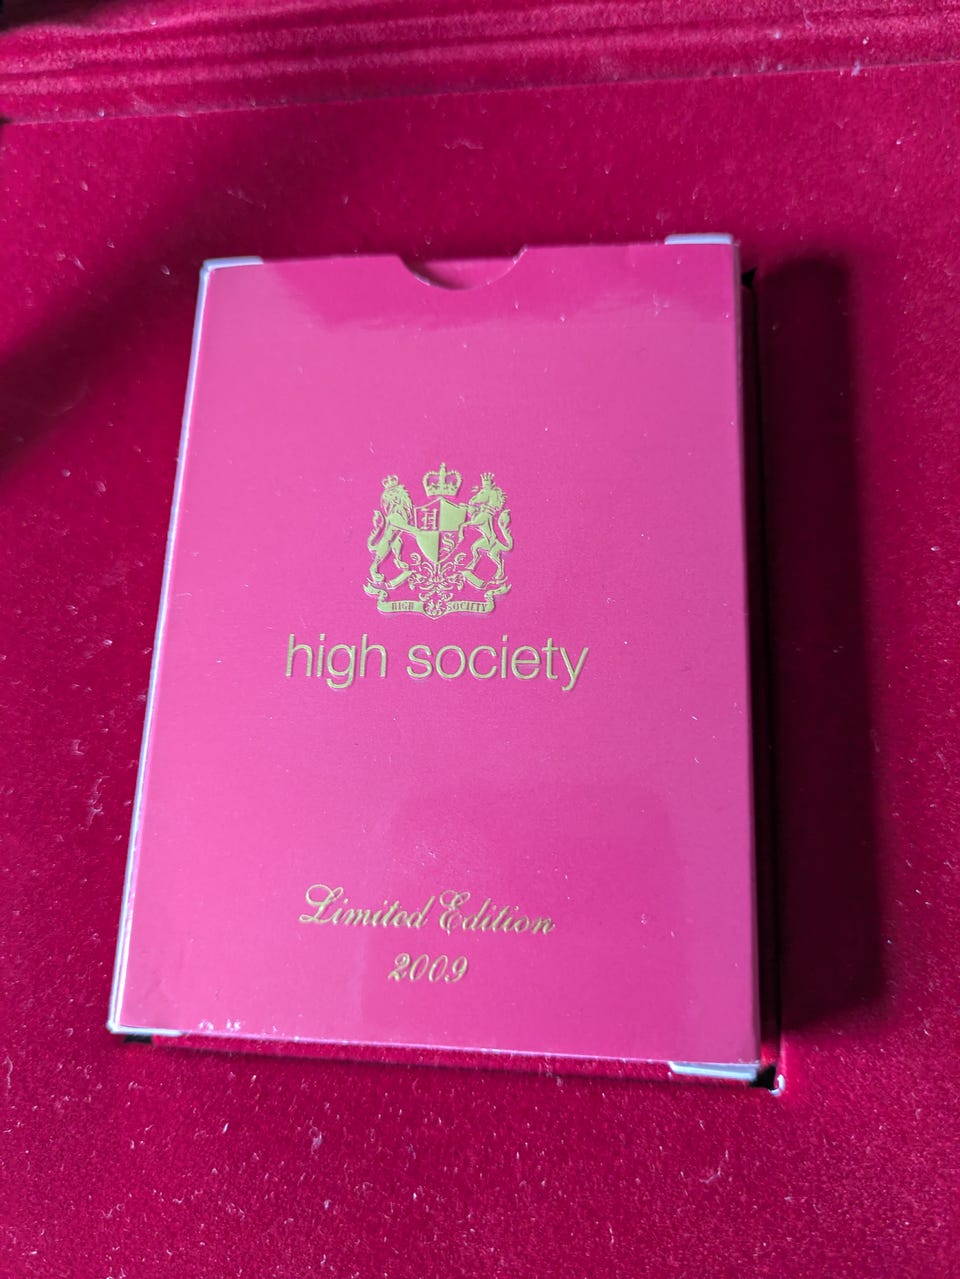 H
S
HIGH SOCIETY
high society
Limited Edition
2009